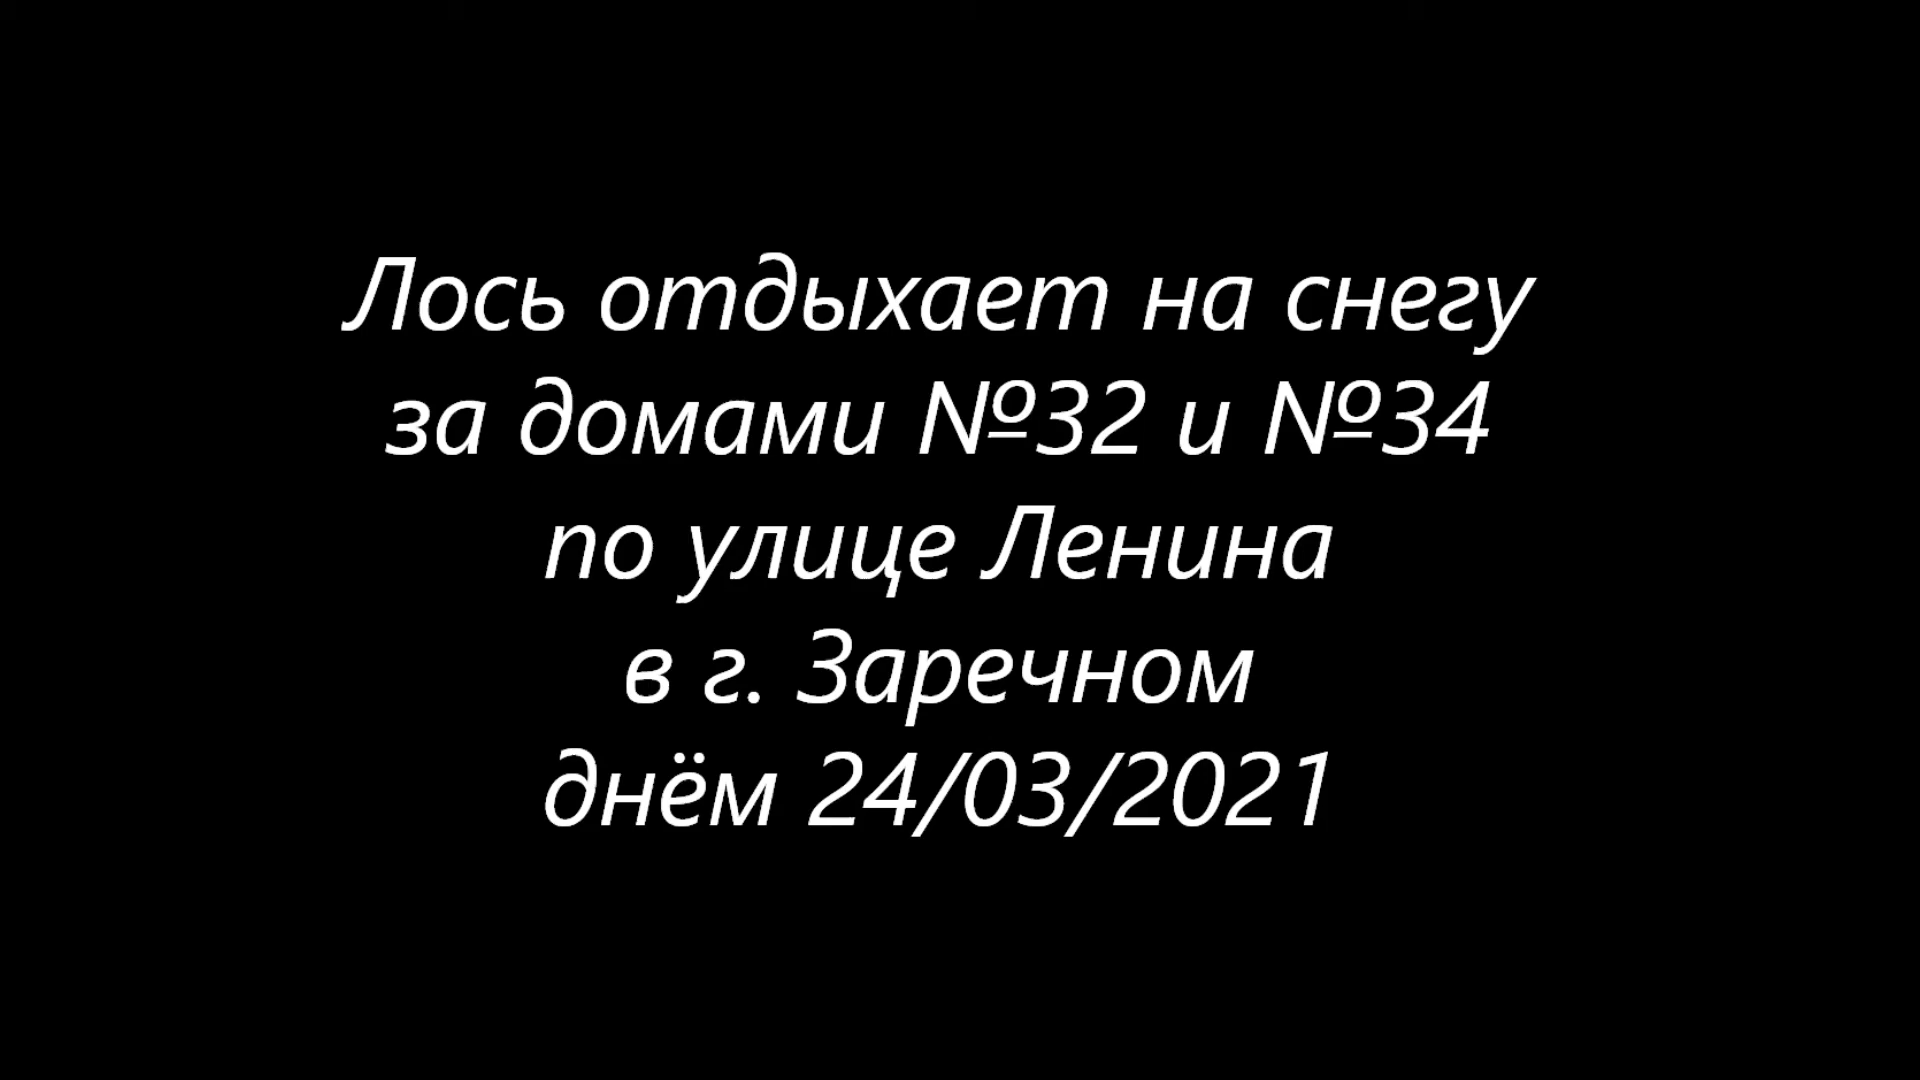 Лось отдыхает на снегу
за домами №32 и №34
по улице Ленина
в г. Заречном
днём 24/03/2021